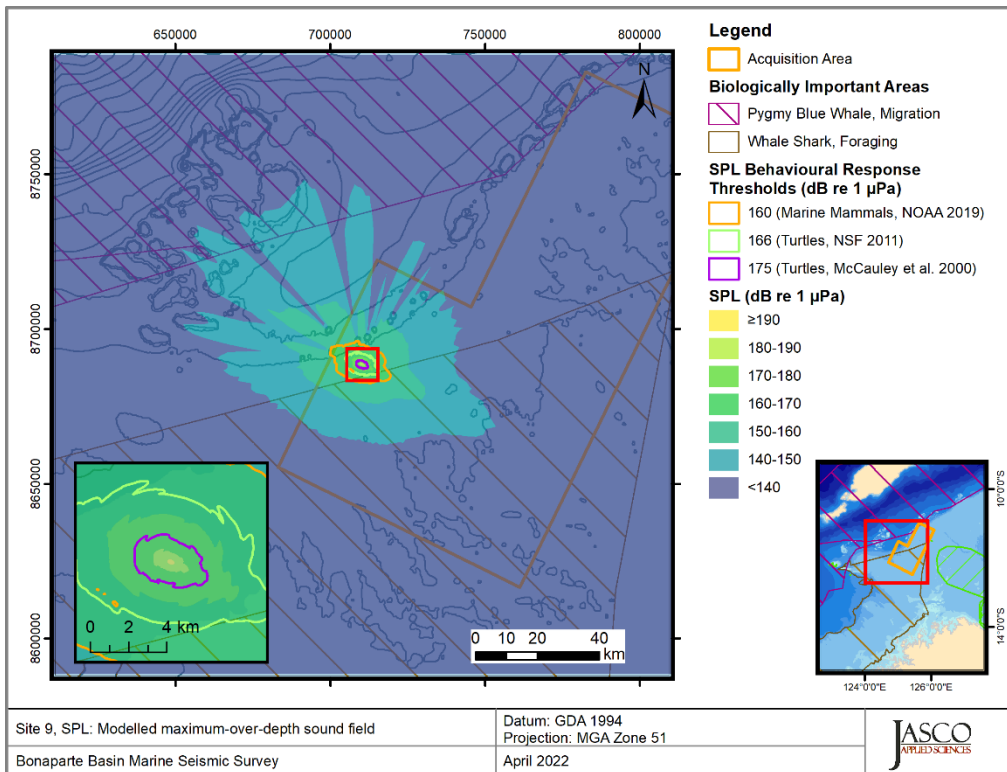 650000 700000 750000 800000
8750000
8700000
8650000
8600000
N
0 2 4 km
0 10 20 40
km
Legend
Acquisition Area
Biologically Important Areas
Pygmy Blue Whale, Migration
Whale Shark, Foraging
SPL Behavioural Response
Thresholds (dB re 1 µPa)
160 (Marine Mammals, NOAA 2019)
166 (Turtles, NSF 2011)
175 (Turtles, McCauley et al. 2000)
SPL (dB re 1 µPa)
≥190
180-190
170-180
160-170
150-160
140-150
<140
10°0'0"S
14°0'0"S
124°0'0"E 126°0'0"E
Site 9, SPL: Modelled maximum-over-depth sound field
Datum: GDA 1994
Projection: MGA Zone 51
Bonaparte Basin Marine Seismic Survey
April 2022
JASCO
APPLIED SCIENCES